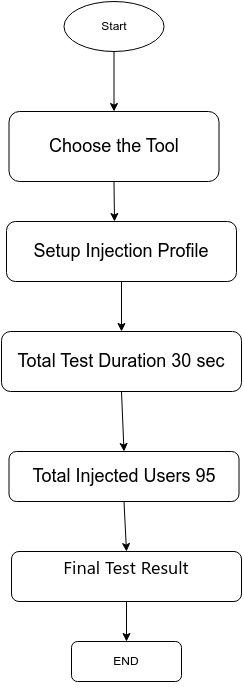 Start
Choose the Tool
Setup Injection Profile
Total Test Duration 30 sec
Total Injected Users 95
Final Test Result
END